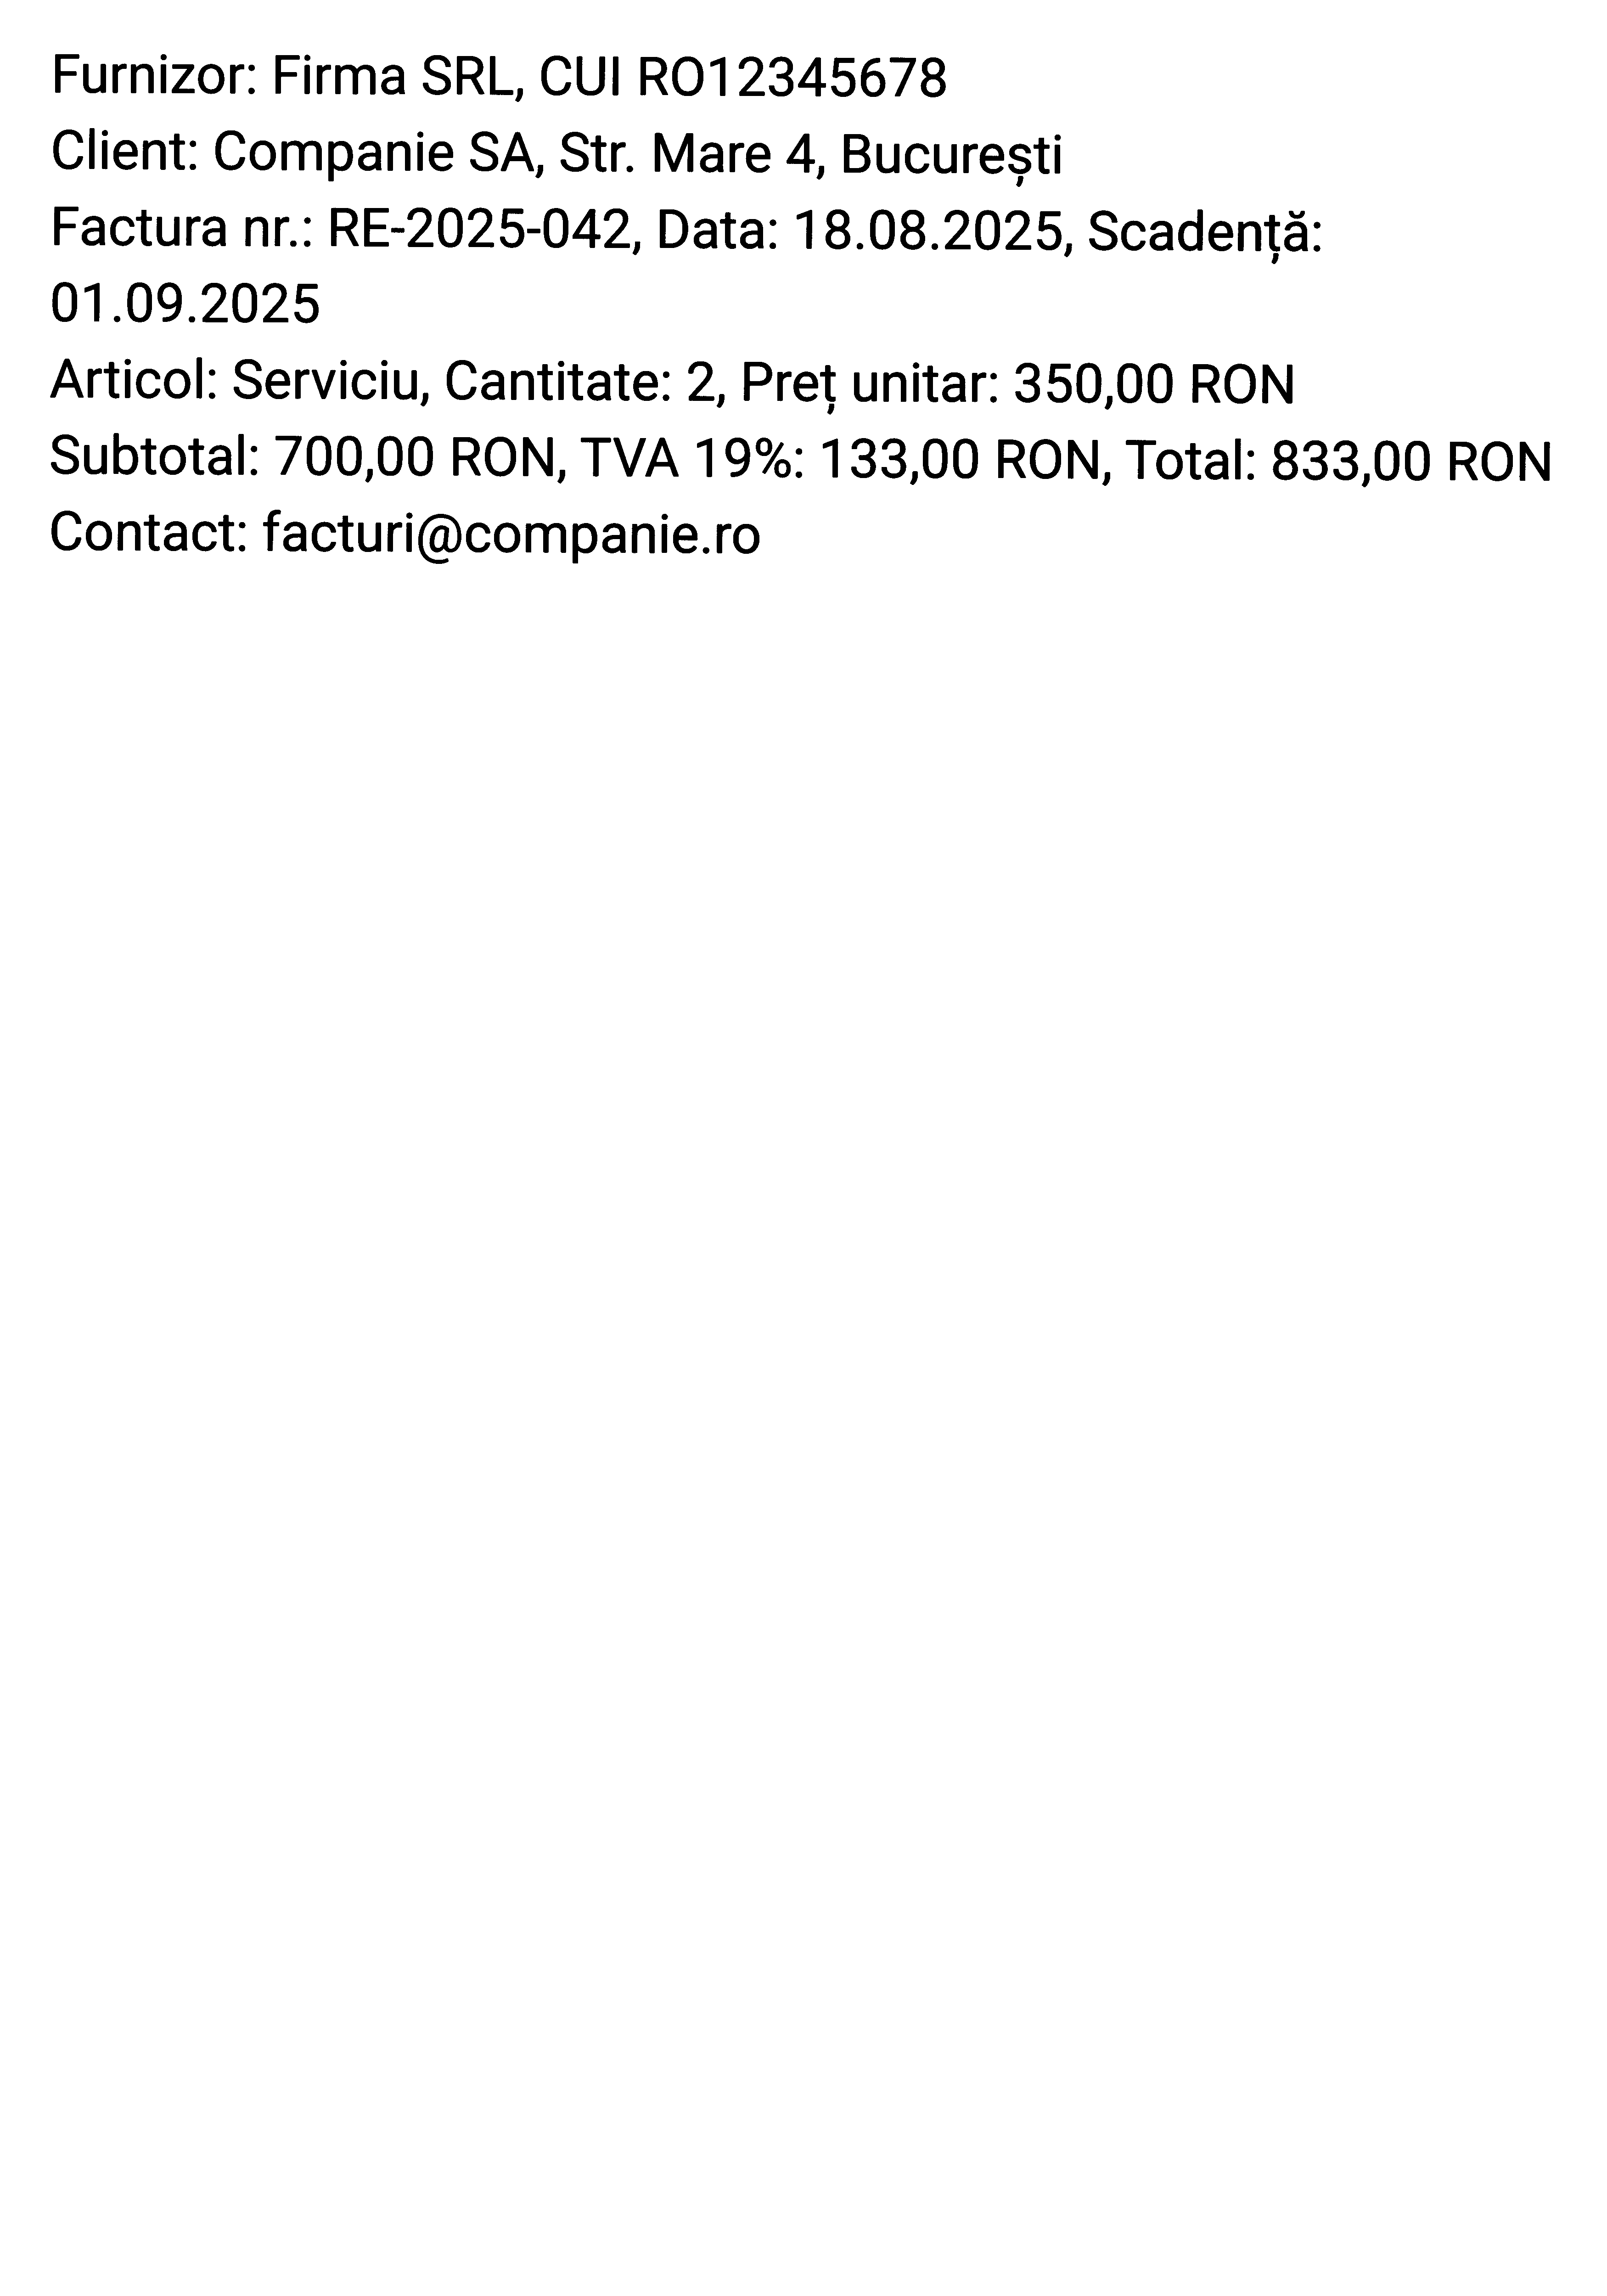 Furnizor: Firma SRL, CUI RO12345678
Client: Companie SA, Str. Mare 4, București
Factura nr.: RE-2025-042, Data: 18.08.2025, Scadență:
01.09.2025
Articol: Serviciu, Cantitate: 2, Preț unitar: 350,00 RON
Subtotal: 700,00 RON, TVA 19%: 133,00 RON, Total: 833,00 RON
Contact: facturi@companie.ro